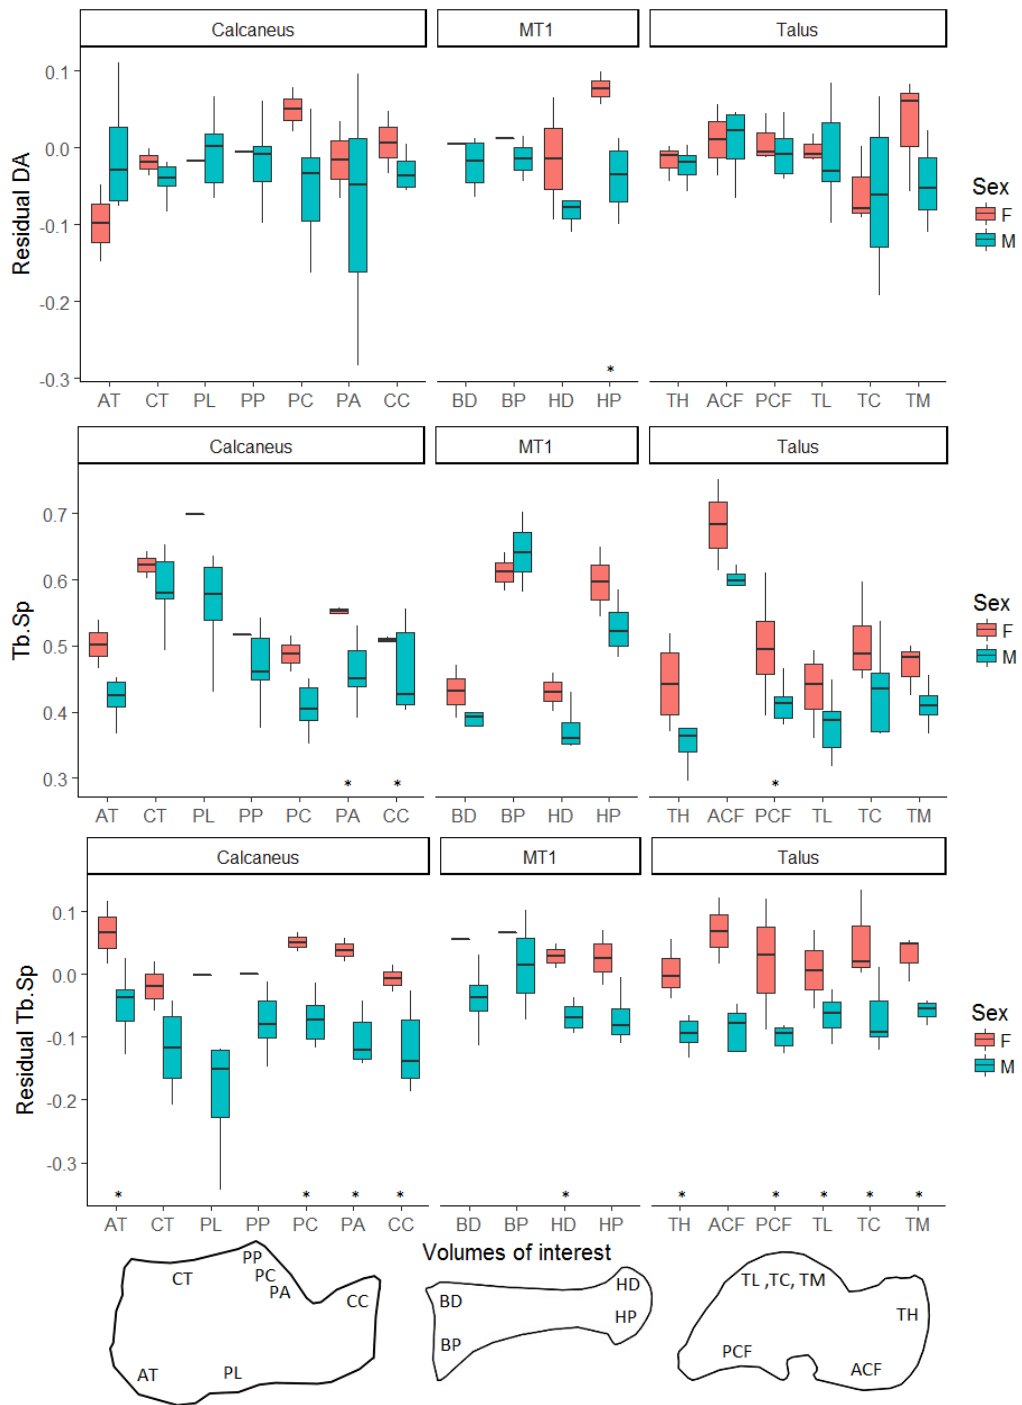 Calcaneus MT1 Talus
0.1
0.0
-0.1
-0.2
-0.3
Residual DA
*
AT CT PL PP PC PA CC BD BP HD HP TH ACF PCF TL TC TM
Sex
F
M
Calcaneus MT1 Talus
0.7
0.6
0.5
0.4
0.3
Tb.Sp
* * *
AT CT PL PP PC PA CC BD BP HD HP TH ACF PCF TL TC TM
Sex
F
M
Calcaneus MT1 Talus
0.1
0.0
-0.1
-0.2
-0.3
Residual Tb.Sp
* * * * * * * * * *
AT CT PL PP PC PA CC BD BP HD HP TH ACF PCF TL TC TM
Sex
F
M
Volumes of interest
CT PP
PC
PA
CC
AT PL
BD HD
BP HP
TL ,TC, TM
TH
PCF
ACF